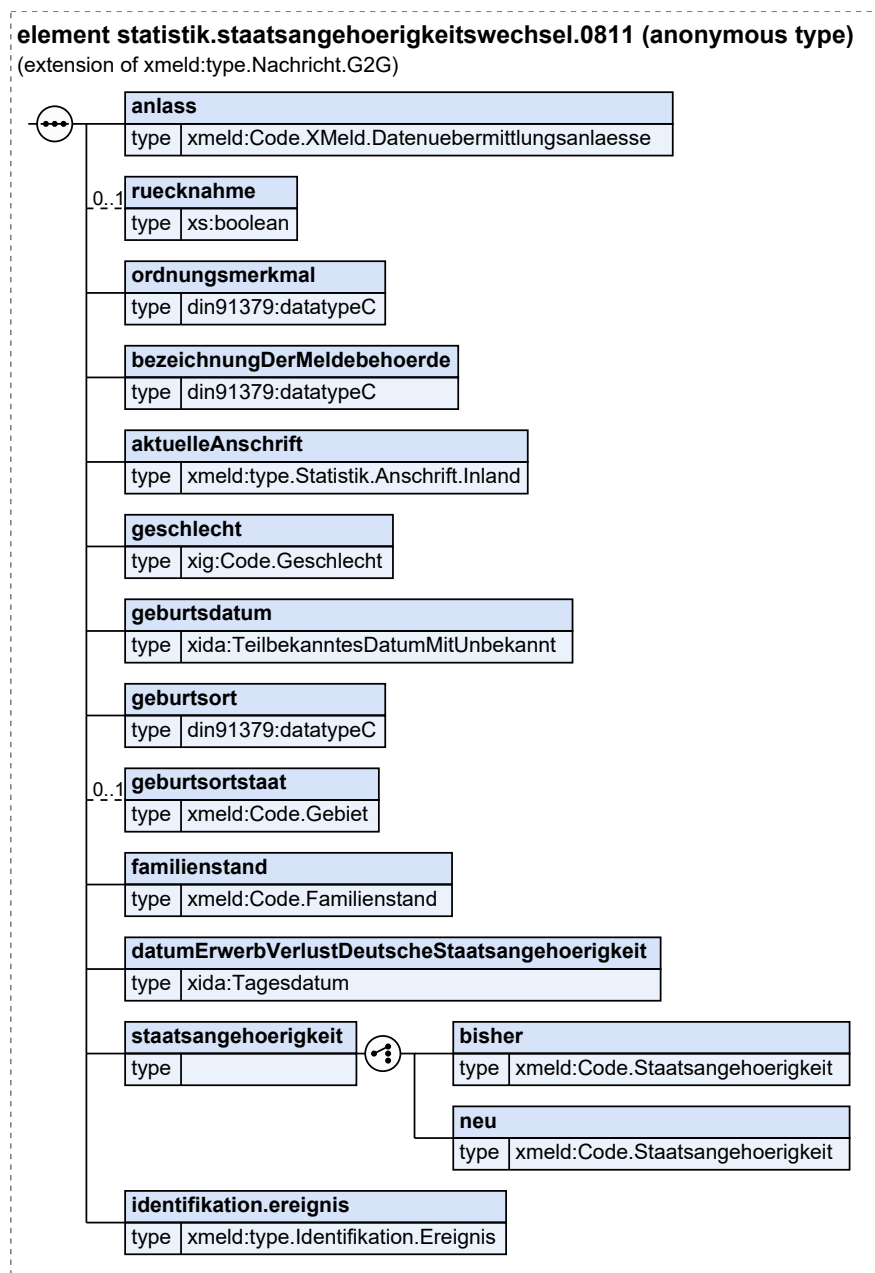 element statistik.staatsangehoerigkeitswechsel.0811 (anonymous type)
(extension of xmeld:type.Nachricht.G2G)
anlass
type xmeld:Code.XMeld.Datenuebermittlungsanlaesse
0..1 ruecknahme
type xs:boolean
ordnungsmerkmal
type din91379:datatypeC
bezeichnungDerMeldebehoerde
type din91379:datatypeC
aktuelleAnschrift
type xmeld:type.Statistik.Anschrift.Inland
geschlecht
type xig:Code.Geschlecht
geburtsdatum
type xida:TeilbekanntesDatumMitUnbekannt
geburtsort
type din91379:datatypeC
0..1 geburtsortstaat
type xmeld:Code.Gebiet
familienstand
type xmeld:Code.Familienstand
datumErwerbVerlustDeutscheStaatsangehoerigkeit
type xida:Tagesdatum
staatsangehoerigkeit bisher
type type xmeld:Code.Staatsangehoerigkeit
neu
type xmeld:Code.Staatsangehoerigkeit
identifikation.ereignis
type xmeld:type.Identifikation.Ereignis